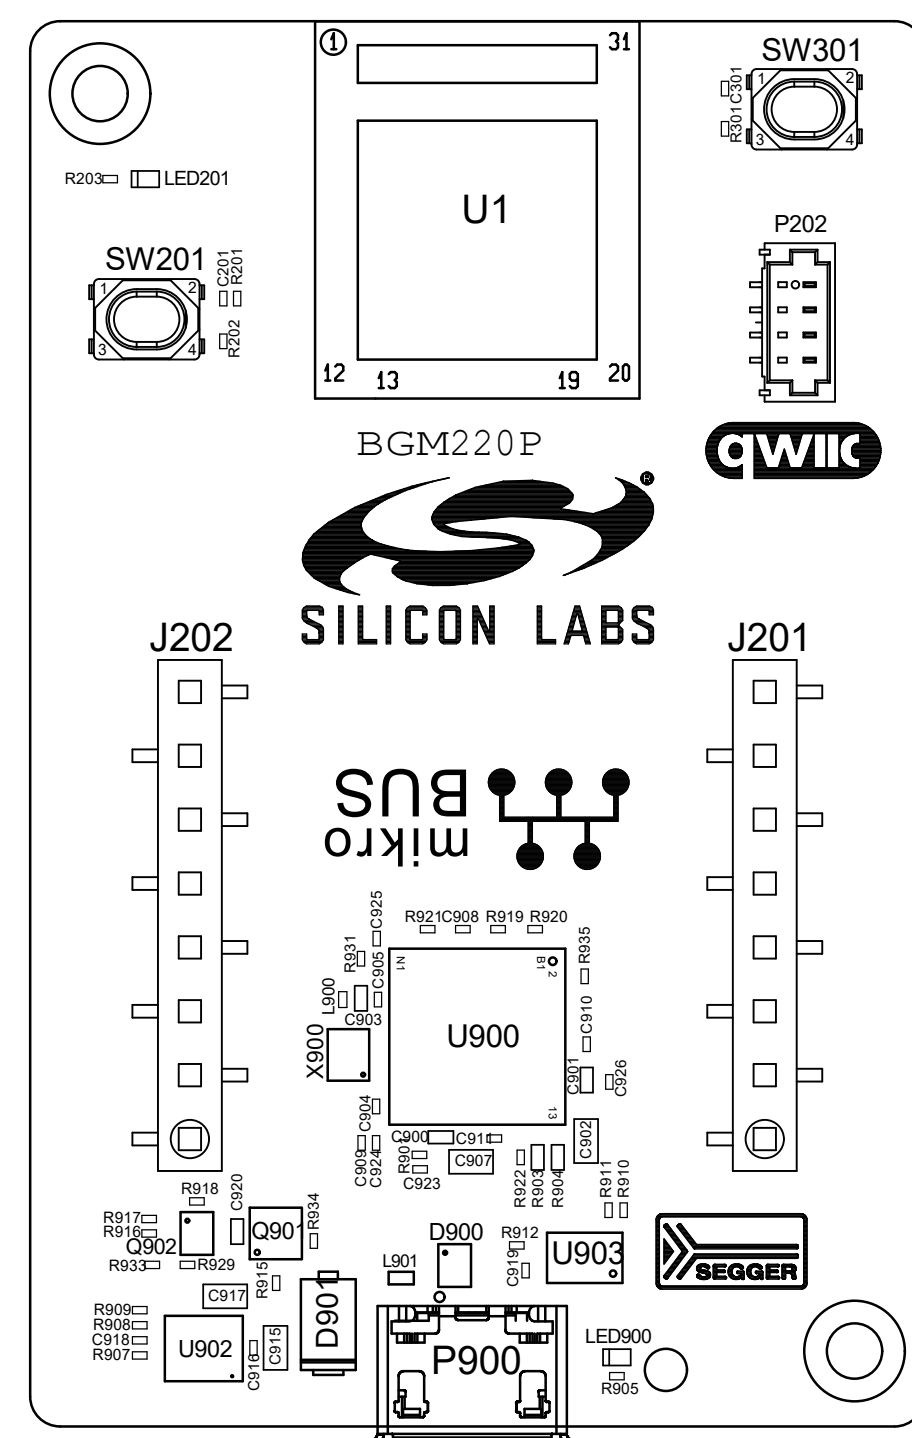 1 31
SW301
1 2
3 4
C301
R301
R203 LED201
U1
P202
SW201
1 2
3 4
C201
R201
R202
12 13 19 20
BGM220P
qwiic
®
SILICON LABS
J202 J201
mikro
BUS
C925
R921 C908 R919 R920
R931
C905
L900
C903
N1
B1
2
R935
U900
C910
X900
C901
C926
13
C904
C900 C911
C902
C909
C924
R901
C907
C923
R922
R903
R904
R911
R910
R918
C920
R917
R916
Q902
Q901
R934
D900
R912
C919
U903
R933 R929
R915
L901
SEGGER
C917
D901
R909
R908
C918
R907
U902
C916
C915
P900
LED900
R905